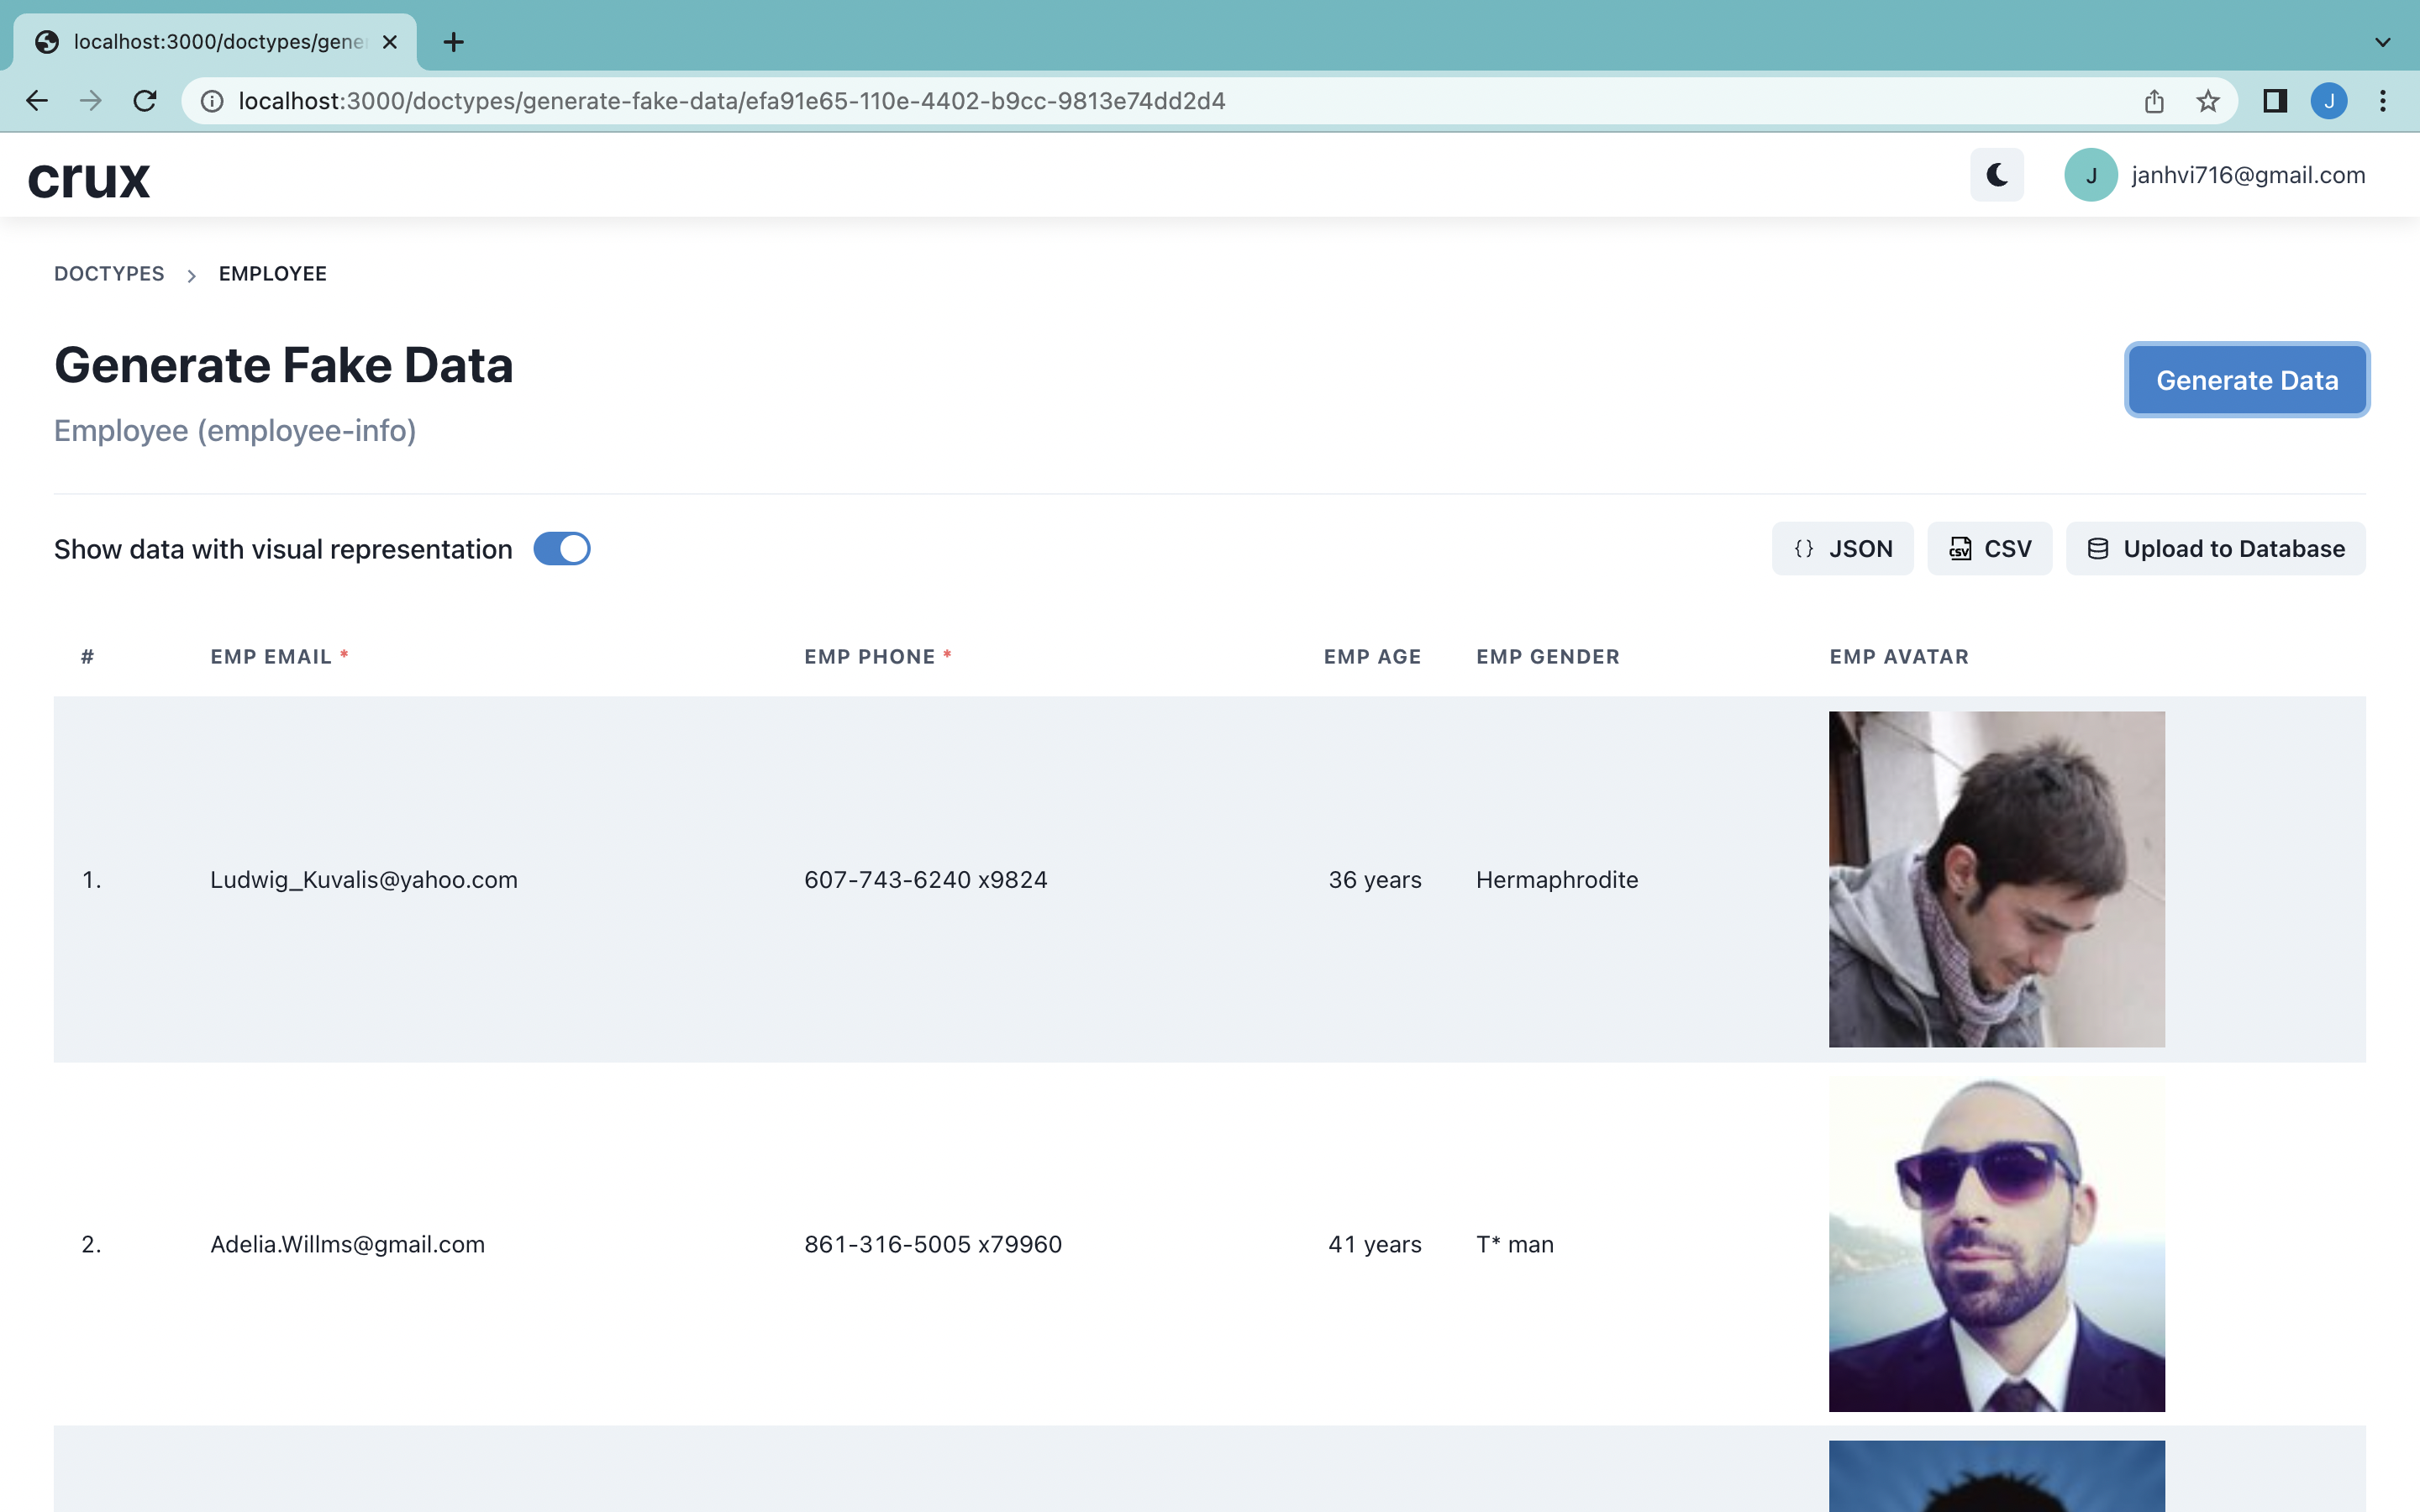 localhost:3000/doctypes/gene
localhost:3000/doctypes/generate-fake-data/efa91e65-110e-4402-b9cc-9813e74dd2d4
J
crux
J janhvi716@gmail.com
DOCTYPES > EMPLOYEE
Generate Fake Data
Generate Data
Employee (employee-info)
Show data with visual representation
{} JSON
CSV CSV
Upload to Database
# EMP EMAIL * EMP PHONE * EMP AGE EMP GENDER EMP AVATAR
1. Ludwig_Kuvalis@yahoo.com 607-743-6240 x9824 36 years Hermaphrodite
2. Adelia.Willms@gmail.com 861-316-5005 x79960 41 years T* man